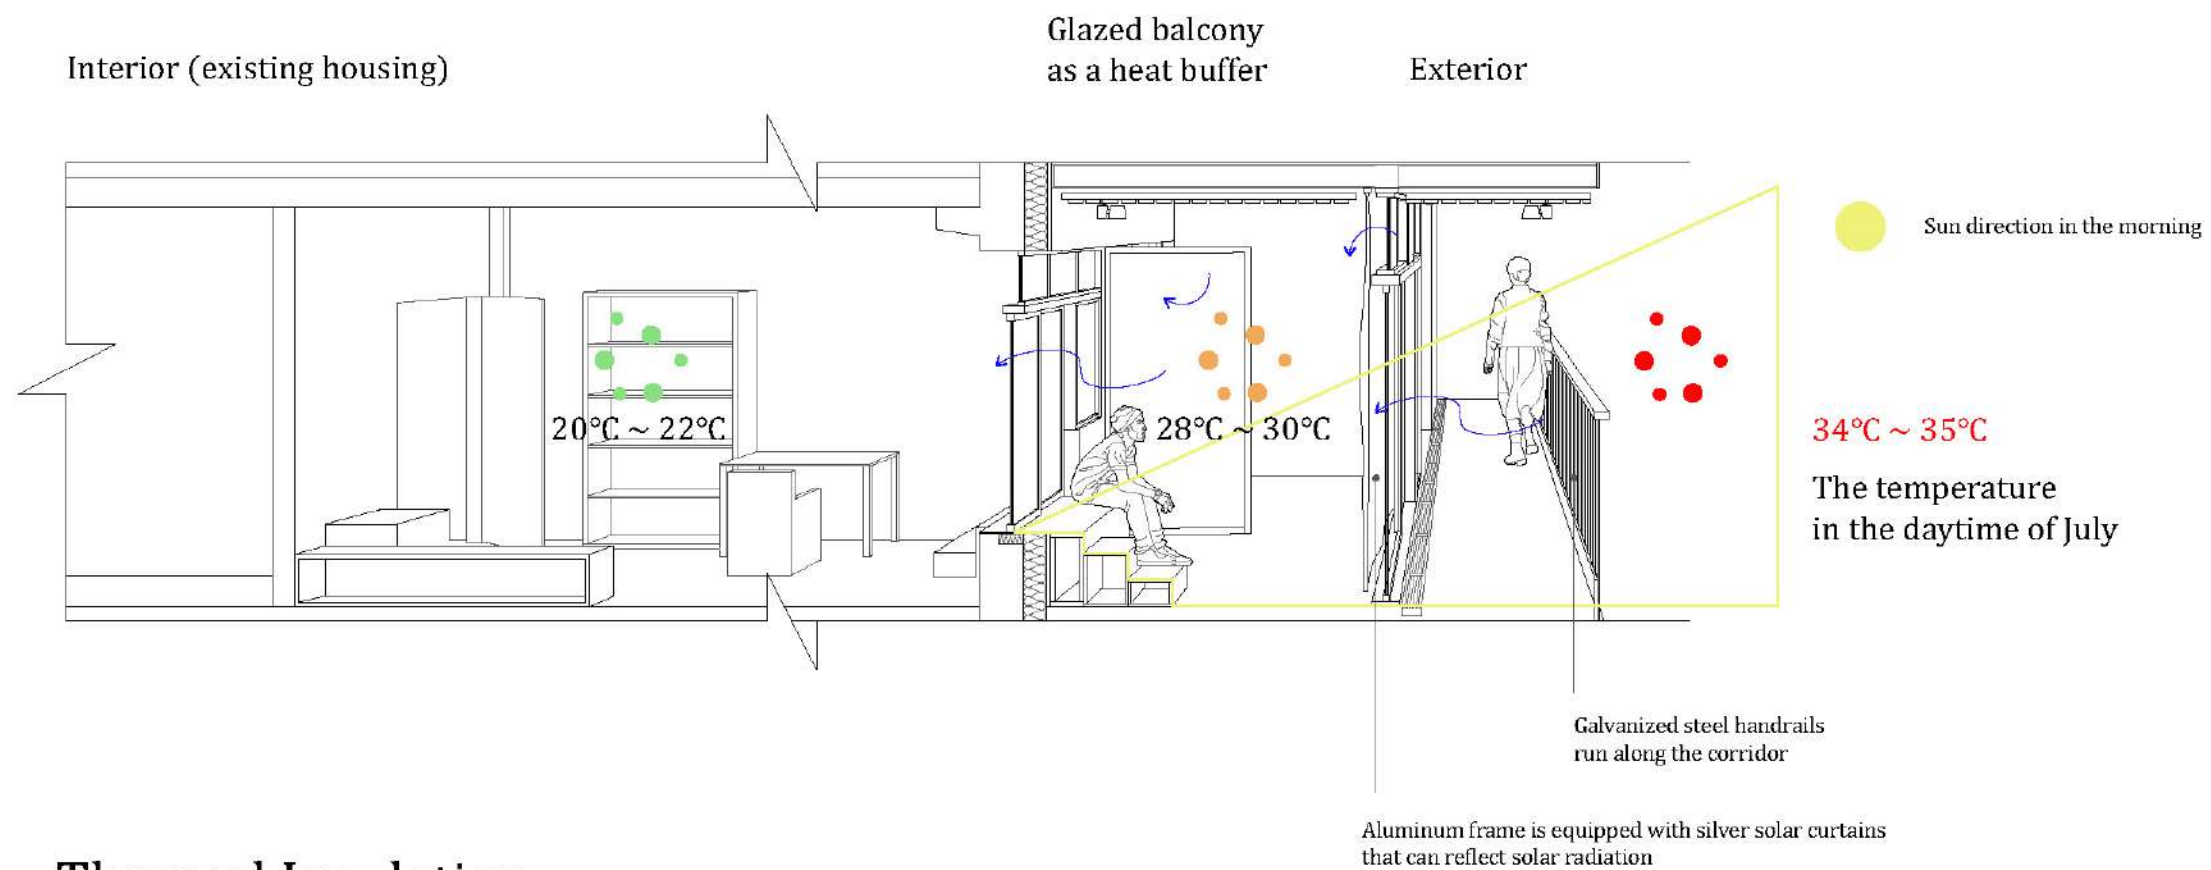 Glazed balcony
as a heat buffer
Interior (existing housing)
Exterior
Sun direction in the morning
20°C ~ 22°C
28°C ~ 30°C
34°C ~ 35°C
The temperature
in the daytime of July
Galvanized steel handrails
run along the corridor
Aluminum frame is equipped with silver solar curtains
that can reflect solar radiation